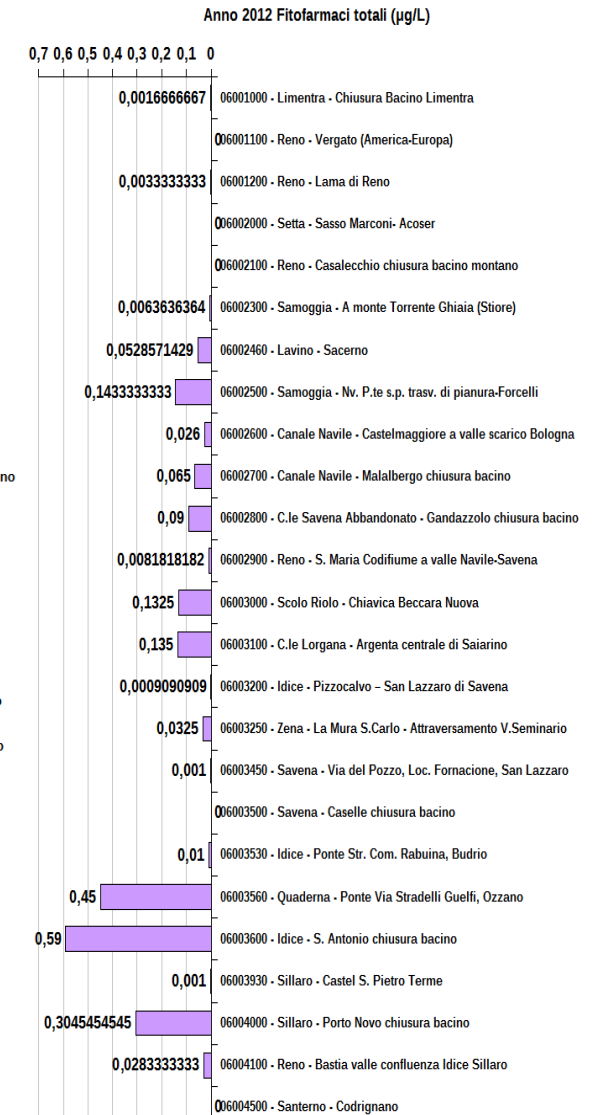 Anno 2012 Fitofarmaci totali (µg/L)
0,7 0,6 0,5 0,4 0,3 0,2 0,1 0
0,0016666667 06001000 - Limentra - Chiusura Bacino Limentra
0 06001100 - Reno - Vergato (America-Europa)
0,0033333333 06001200 - Reno - Lama di Reno
0 06002000 - Setta - Sasso Marconi- Acoser
0 06002100 - Reno - Casalecchio chiusura bacino montano
0,0063636364 06002300 - Samoggia - A monte Torrente Ghiaia (Stiore)
0,0528571429 06002460 - Lavino - Sacerno
0,1433333333 06002500 - Samoggia - Nv. P.te s.p. trasv. di pianura-Forcelli
0,026 06002600 - Canale Navile - Castelmaggiore a valle scarico Bologna
no 0,065 06002700 - Canale Navile - Malalbergo chiusura bacino
0,09 06002800 - C.le Savena Abbandonato - Gandazzolo chiusura bacino
0,0081818182 06002900 - Reno - S. Maria Codifiume a valle Navile-Savena
0,1325 06003000 - Scolo Riolo - Chiavica Beccara Nuova
0,135 06003100 - C.le Lorgana - Argenta centrale di Saiarino
0,0009090909 06003200 - Idice - Pizzocalvo – San Lazzaro di Savena
o
0,0325 06003250 - Zena - La Mura S.Carlo - Attraversamento V.Seminario
o
0,001 06003450 - Savena - Via del Pozzo, Loc. Fornacione, San Lazzaro
0 06003500 - Savena - Caselle chiusura bacino
0,01 06003530 - Idice - Ponte Str. Com. Rabuina, Budrio
0,45 06003560 - Quaderna - Ponte Via Stradelli Guelfi, Ozzano
0,59 06003600 - Idice - S. Antonio chiusura bacino
0,001 06003930 - Sillaro - Castel S. Pietro Terme
0,3045454545 06004000 - Sillaro - Porto Novo chiusura bacino
0,0283333333 06004100 - Reno - Bastia valle confluenza Idice Sillaro
0 06004500 - Santerno - Codrignano